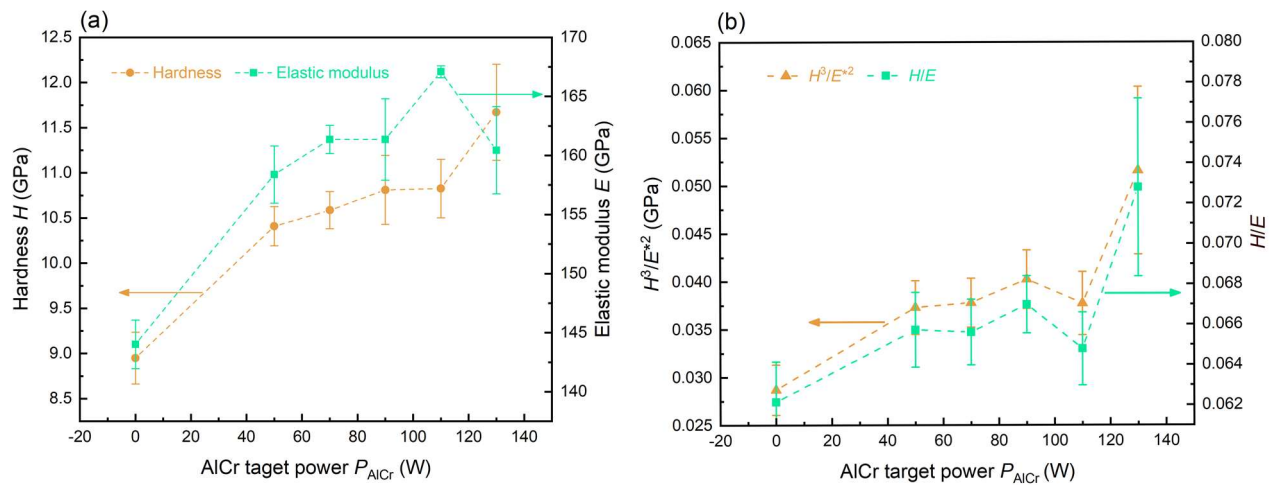 (a)
Hardness
Elastic modulus
Hardness H (GPa)
12.5
12.0
11.5
11.0
10.5
10.0
9.5
9.0
8.5
170
165
160
155
150
145
140
Elastic modulus E (GPa)
-20 0 20 40 60 80 100 120 140
AlCr taget power P_AlCr (W)
(b)
H³/E*² H/E
H³/E*² (GPa)
0.065
0.060
0.055
0.050
0.045
0.040
0.035
0.030
0.025
0.080
0.078
0.076
0.074
0.072
0.070
0.068
0.066
0.064
0.062
H/E
-20 0 20 40 60 80 100 120 140
AlCr target power P_AlCr (W)